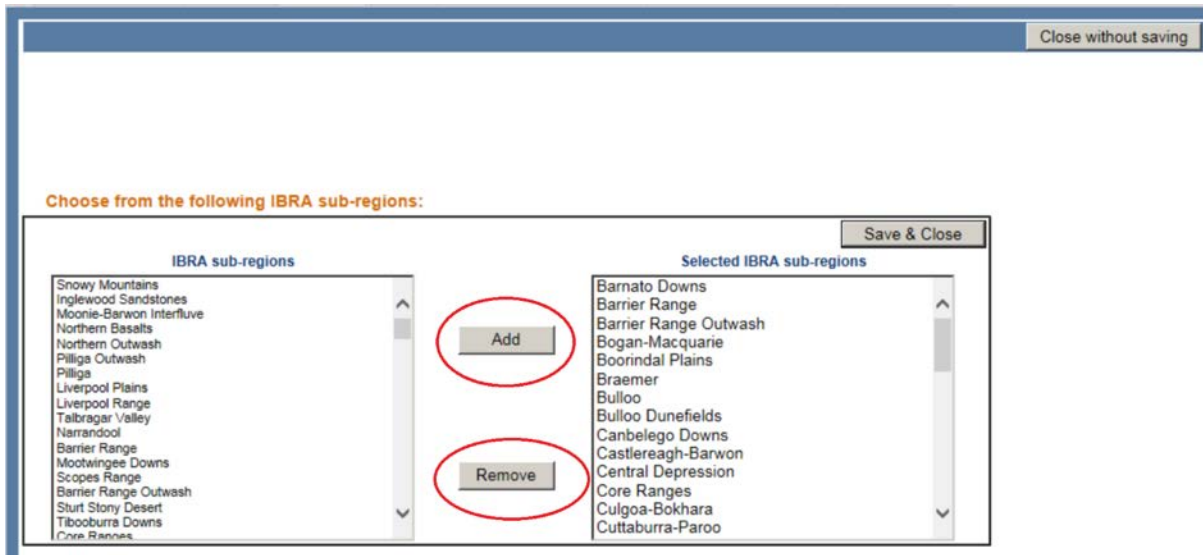 Close without saving
Choose from the following IBRA sub-regions:
Save & Close
IBRA sub-regions
Snowy Mountains
Inglewood Sandstones
Moonie-Barwon Interfluve
Northern Basalts
Northern Outwash
Pilliga Outwash
Pilliga
Liverpool Plains
Liverpool Range
Talbragar Valley
Narrandool
Barrier Range
Mootwingee Downs
Scopes Range
Barrier Range Outwash
Sturt Stony Desert
Tibooburra Downs
Core Ranges
Add
Remove
Selected IBRA sub-regions
Barnato Downs
Barrier Range
Barrier Range Outwash
Bogan-Macquarie
Boorindal Plains
Braemer
Bulloo
Bulloo Dunefields
Canbelego Downs
Castlereagh-Barwon
Central Depression
Core Ranges
Culgoa-Bokhara
Cuttaburra-Paroo